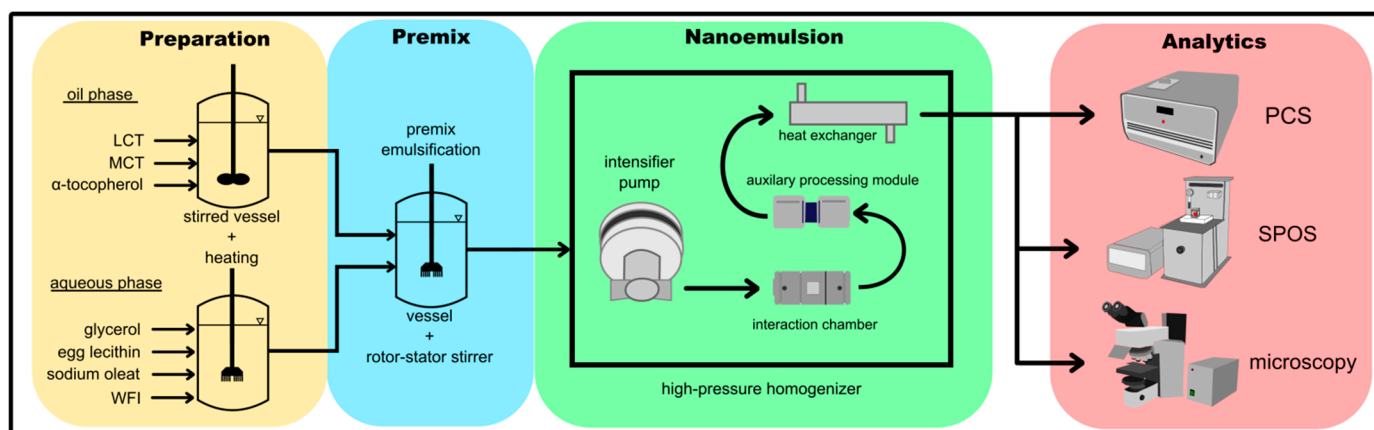 Preparation
oil phase
LCT
MCT
α-tocopherol
stirred vessel
+
heating
aqueous phase
glycerol
egg lecithin
sodium oleat
WFI
Premix
premix
emulsification
vessel
+
rotor-stator stirrer
Nanoemulsion
intensifier
pump
heat exchanger
auxilary processing module
interaction chamber
high-pressure homogenizer
Analytics
PCS
SPOS
microscopy